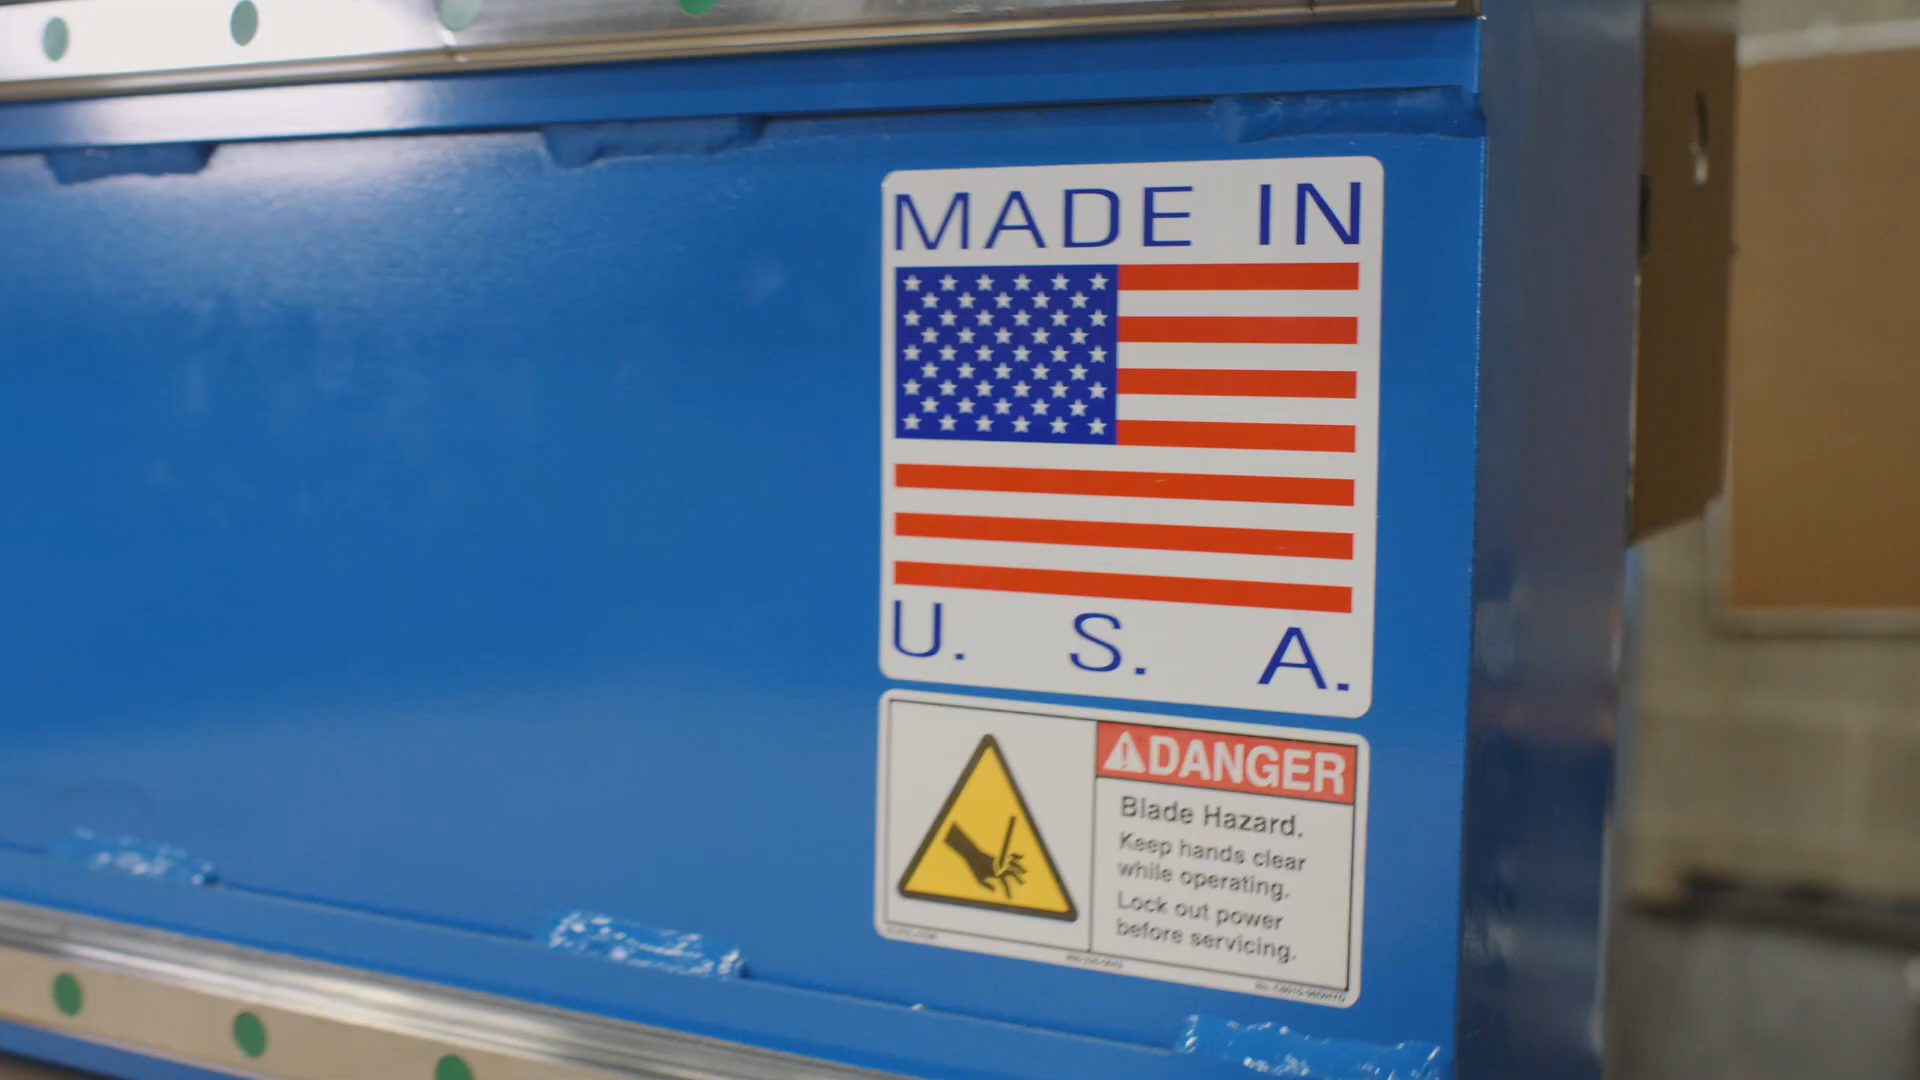 MADE IN
U. S. A.
DANGER
Blade Hazard.
Keep hands clear
while operating.
Lock out power
before servicing.